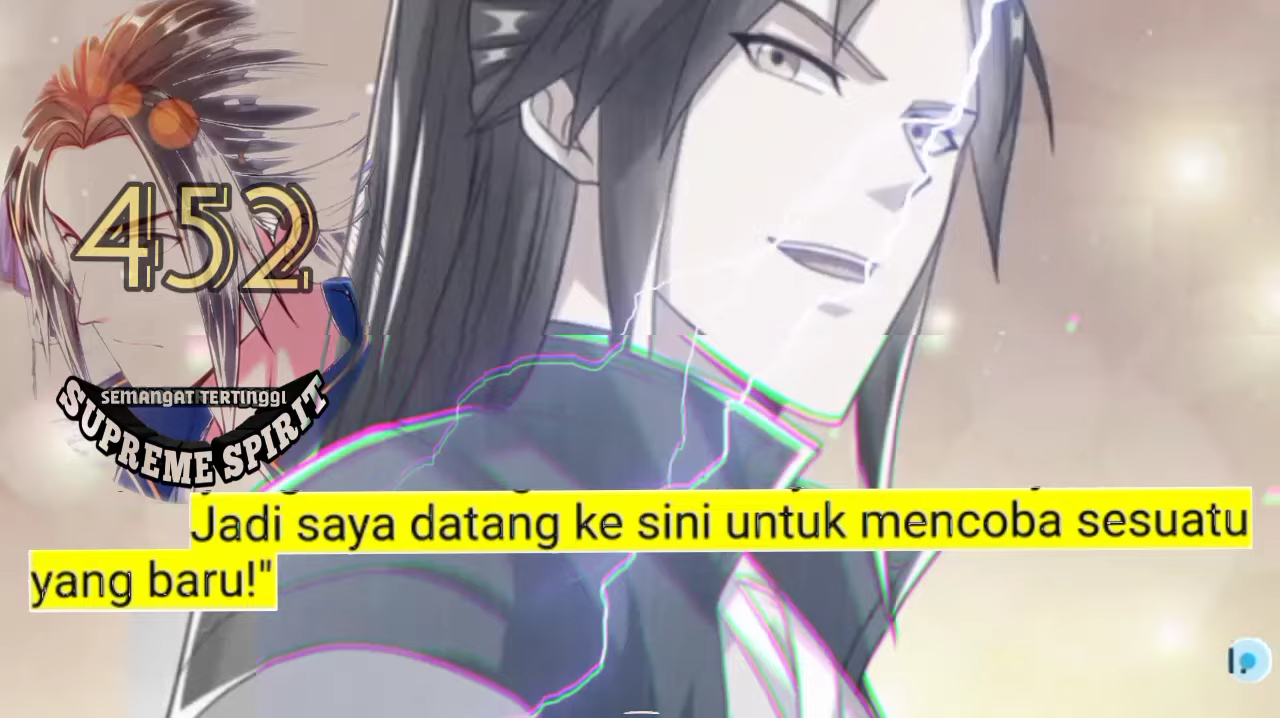 452
SEMANGAT TERTINGGI
SUPREME SPIRIT
Jadi saya datang ke sini untuk mencoba sesuatu
yang baru!"